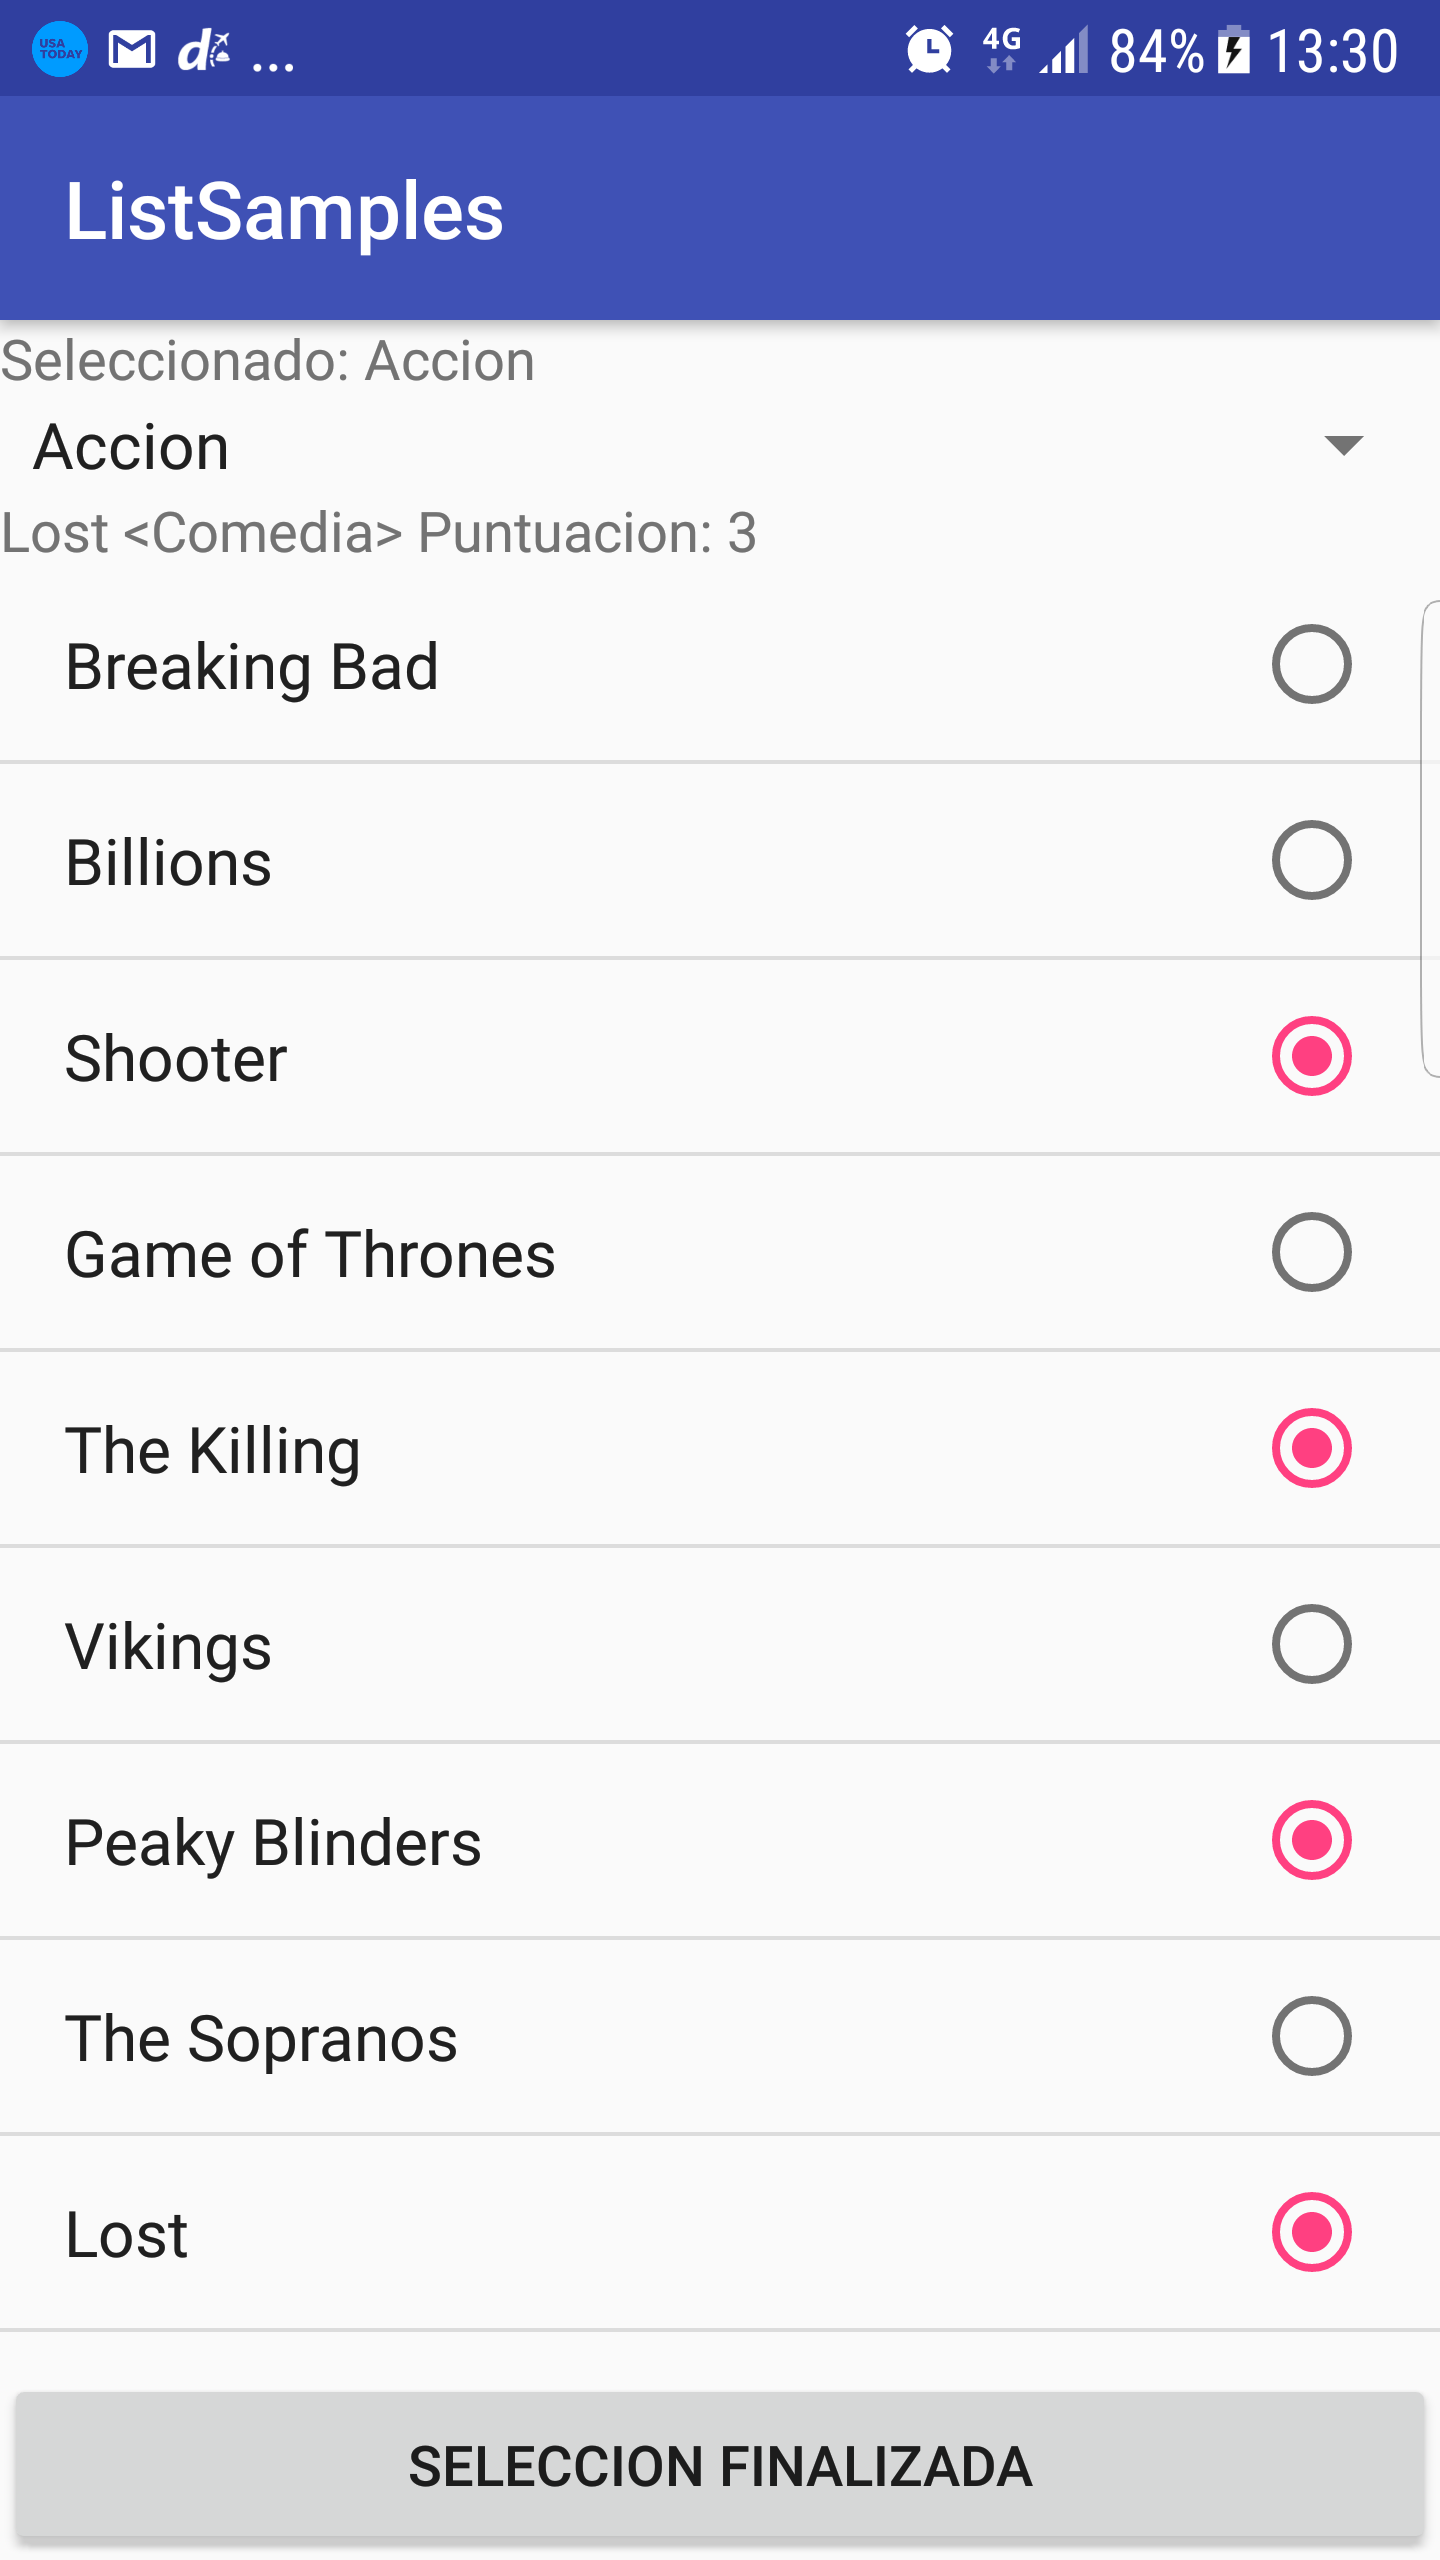 USA
TODAY
d ...
4G 84% 13:30
ListSamples
Seleccionado: Accion
Accion
Lost <Comedia> Puntuacion: 3
Breaking Bad
Billions
Shooter
Game of Thrones
The Killing
Vikings
Peaky Blinders
The Sopranos
Lost
SELECCION FINALIZADA